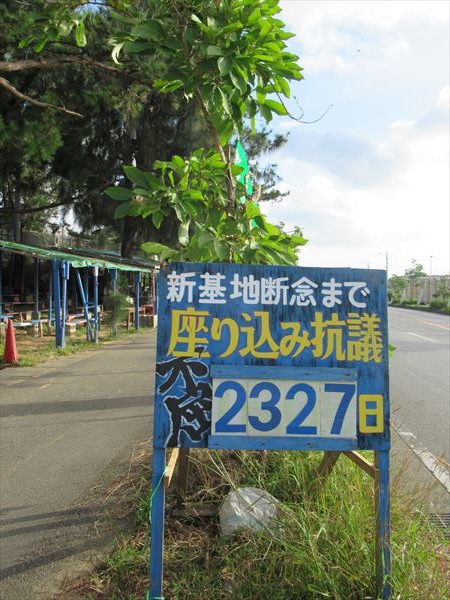 新基地断念まで
座り込み抗議
不屈
2327日